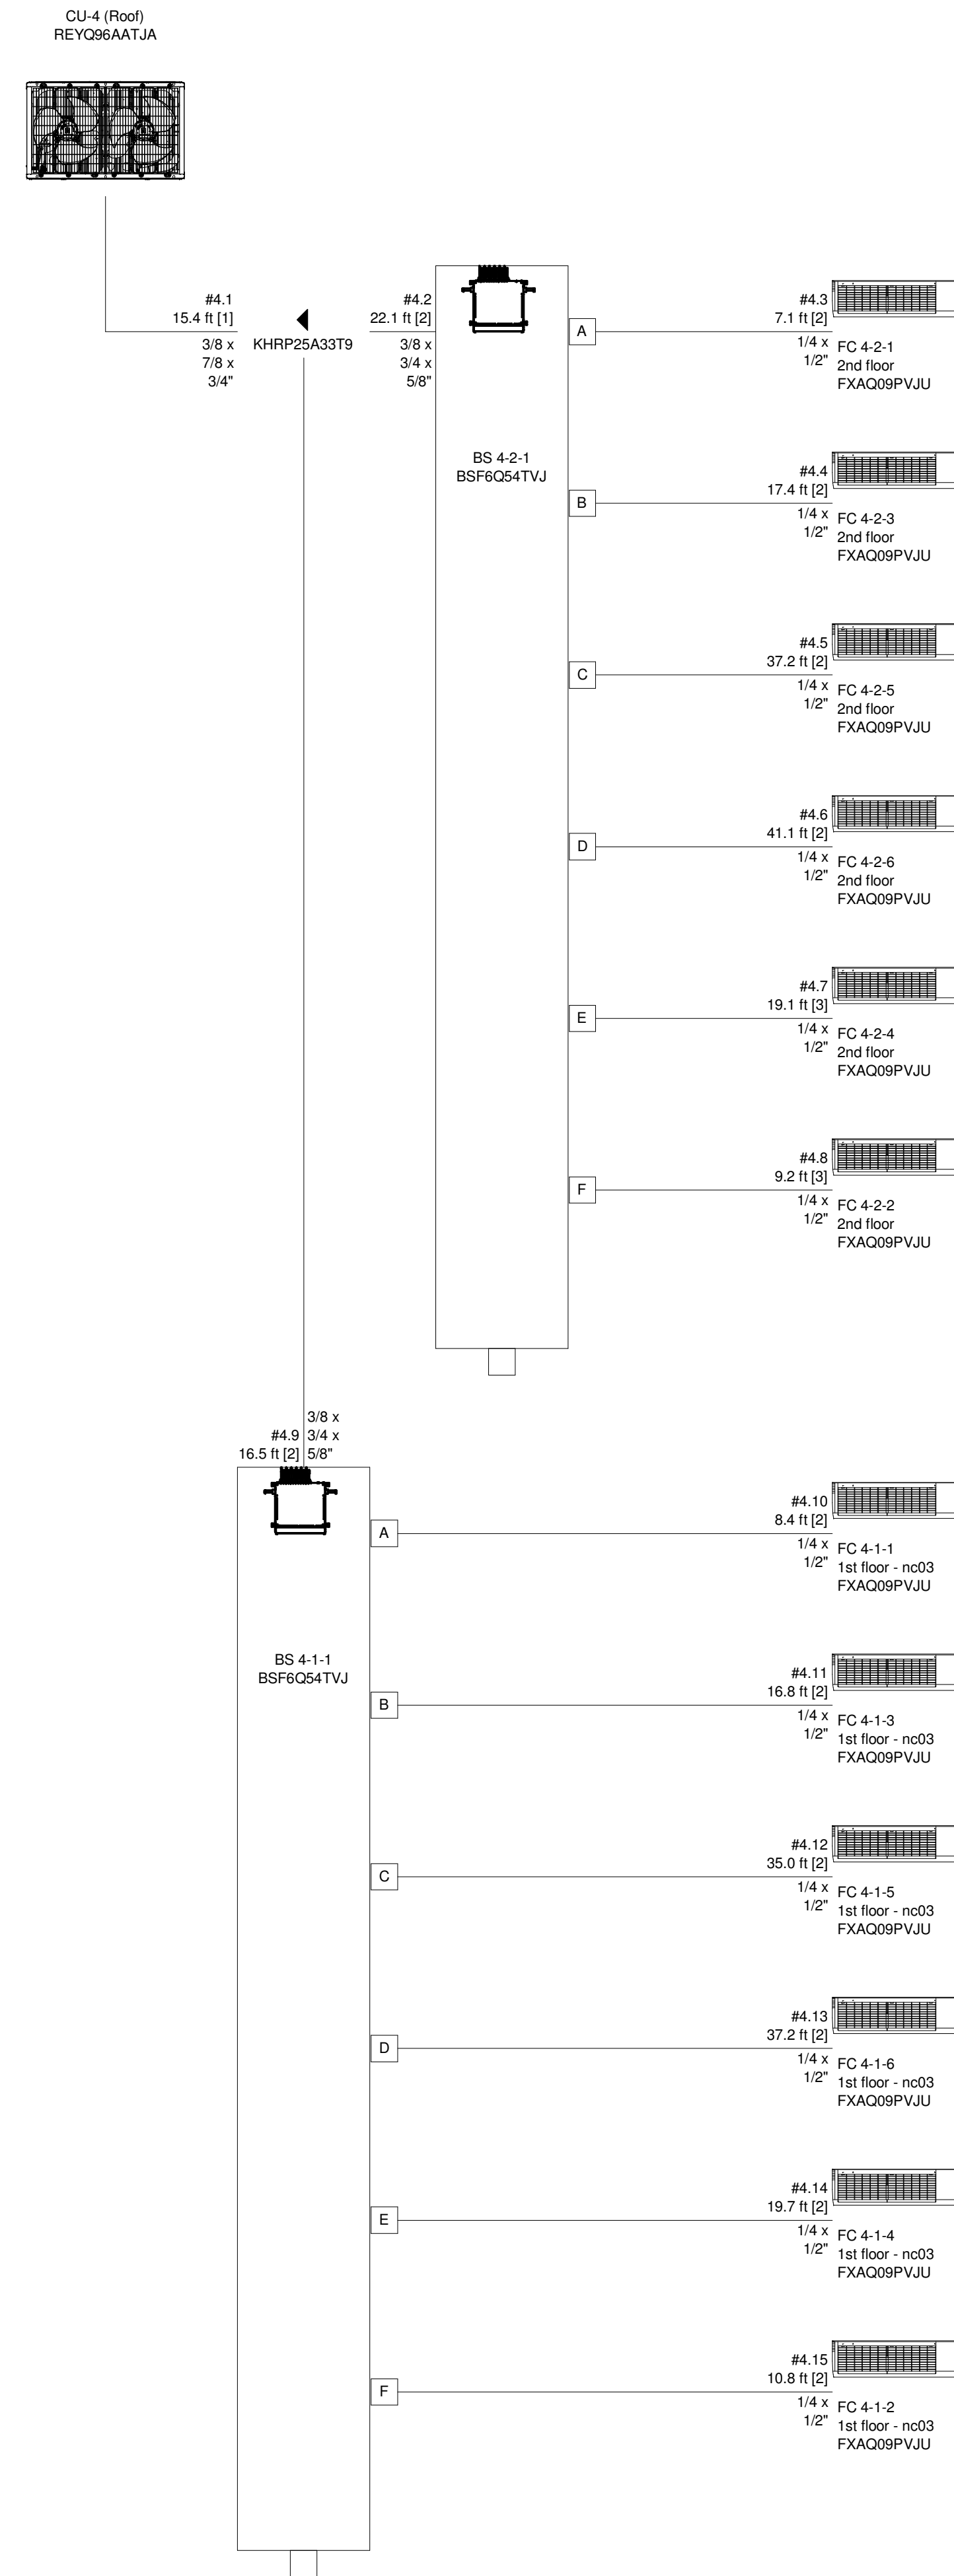 CU-4 (Roof)
REYQ96AATJA
#4.1
15.4 ft [1]
3/8 x
7/8 x
3/4"
KHRP25A33T9
#4.2
22.1 ft [2]
3/8 x
3/4 x
5/8"
BS 4-2-1
BSF6Q54TVJ
A
#4.3
7.1 ft [2]
1/4 x
1/2"
FC 4-2-1
2nd floor
FXAQ09PVJU
B
#4.4
17.4 ft [2]
1/4 x
1/2"
FC 4-2-3
2nd floor
FXAQ09PVJU
C
#4.5
37.2 ft [2]
1/4 x
1/2"
FC 4-2-5
2nd floor
FXAQ09PVJU
D
#4.6
41.1 ft [2]
1/4 x
1/2"
FC 4-2-6
2nd floor
FXAQ09PVJU
E
#4.7
19.1 ft [3]
1/4 x
1/2"
FC 4-2-4
2nd floor
FXAQ09PVJU
F
#4.8
9.2 ft [3]
1/4 x
1/2"
FC 4-2-2
2nd floor
FXAQ09PVJU
#4.9
16.5 ft [2]
3/8 x
3/4 x
5/8"
BS 4-1-1
BSF6Q54TVJ
A
#4.10
8.4 ft [2]
1/4 x
1/2"
FC 4-1-1
1st floor - nc03
FXAQ09PVJU
B
#4.11
16.8 ft [2]
1/4 x
1/2"
FC 4-1-3
1st floor - nc03
FXAQ09PVJU
C
#4.12
35.0 ft [2]
1/4 x
1/2"
FC 4-1-5
1st floor - nc03
FXAQ09PVJU
D
#4.13
37.2 ft [2]
1/4 x
1/2"
FC 4-1-6
1st floor - nc03
FXAQ09PVJU
E
#4.14
19.7 ft [2]
1/4 x
1/2"
FC 4-1-4
1st floor - nc03
FXAQ09PVJU
F
#4.15
10.8 ft [2]
1/4 x
1/2"
FC 4-1-2
1st floor - nc03
FXAQ09PVJU